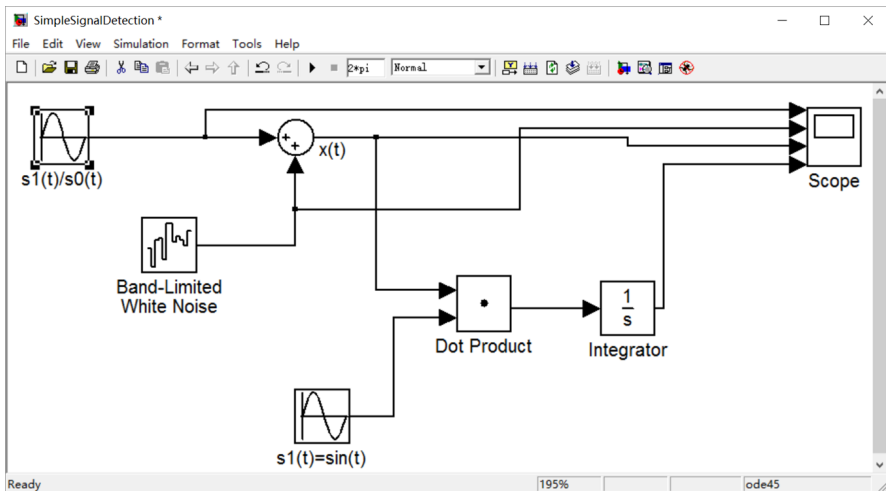 SimpleSignalDetection *
File Edit View Simulation Format Tools Help
2*pi Normal
s1(t)/s0(t)
x(t)
Scope
Band-Limited
White Noise
Dot Product
1
s
Integrator
s1(t)=sin(t)
Ready 195% ode45